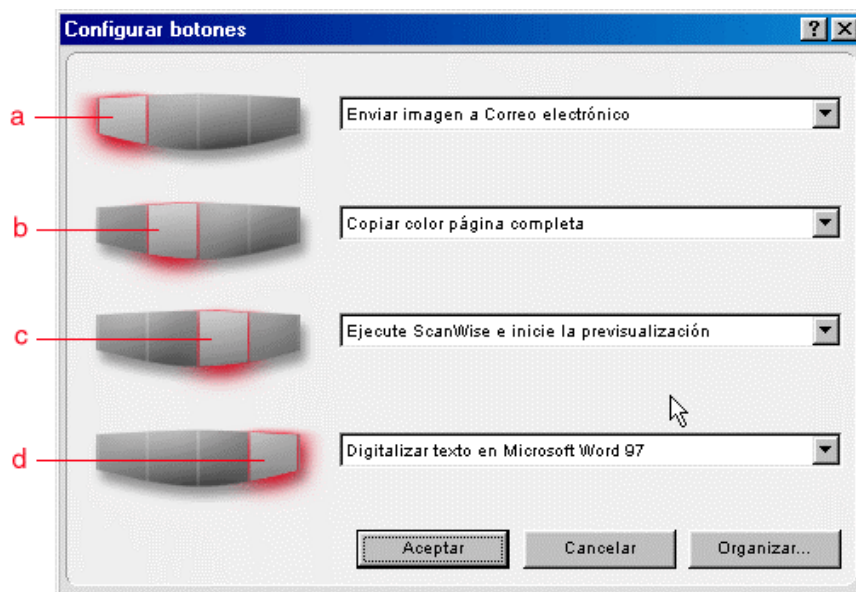 Configurar botones
a
Enviar imagen a Correo electrónico
b
Copiar color página completa
c
Ejecute ScanWise e inicie la previsualización
d
Digitalizar texto en Microsoft Word 97
Aceptar
Cancelar
Organizar...